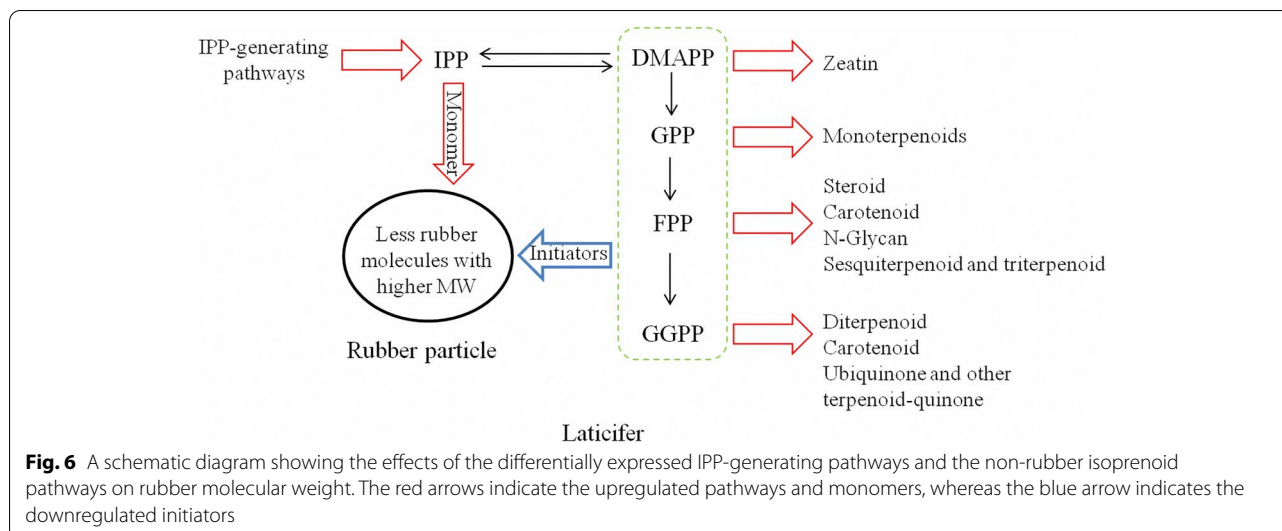 IPP-generating
pathways
IPP
DMAPP
Zeatin
Monomer
GPP
Monoterpenoids
Less rubber
molecules with
higher MW
Initiators
FPP
Steroid
Carotenoid
N-Glycan
Sesquiterpenoid and triterpenoid
Rubber particle
GGPP
Diterpenoid
Carotenoid
Ubiquinone and other
terpenoid-quinone
Laticifer
Fig. 6 A schematic diagram showing the effects of the differentially expressed IPP-generating pathways and the non-rubber isoprenoid
pathways on rubber molecular weight. The red arrows indicate the upregulated pathways and monomers, whereas the blue arrow indicates the
downregulated initiators